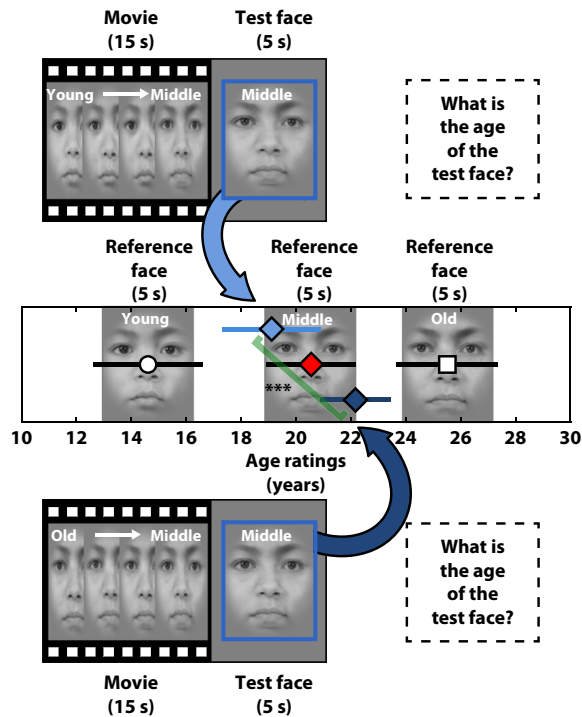 Movie
(15 s)
Test face
(5 s)
Young
Middle
Middle
What is
the age
of the
test face?
Reference
face
(5 s)
Reference
face
(5 s)
Reference
face
(5 s)
Young
Middle
Old
***
10 12 14 16 18 20 22 24 26 28 30
Age ratings
(years)
Old
Middle
Middle
What is
the age
of the
test face?
Movie
(15 s)
Test face
(5 s)